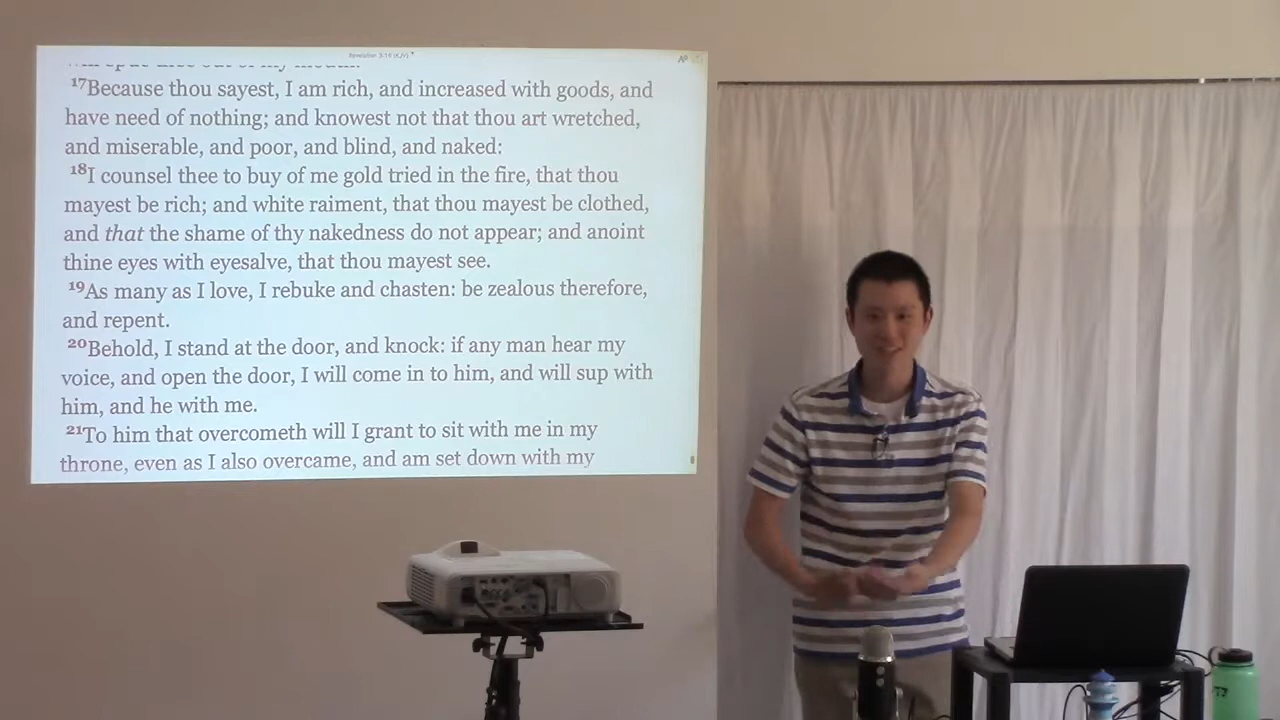 Revelation 3:16 (KJV)
17Because thou sayest, I am rich, and increased with goods, and
have need of nothing; and knowest not that thou art wretched,
and miserable, and poor, and blind, and naked:
18I counsel thee to buy of me gold tried in the fire, that thou
mayest be rich; and white raiment, that thou mayest be clothed,
and that the shame of thy nakedness do not appear; and anoint
thine eyes with eyesalve, that thou mayest see.
19As many as I love, I rebuke and chasten: be zealous therefore,
and repent.
20Behold, I stand at the door, and knock: if any man hear my
voice, and open the door, I will come in to him, and will sup with
him, and he with me.
21To him that overcometh will I grant to sit with me in my
throne, even as I also overcame, and am set down with my